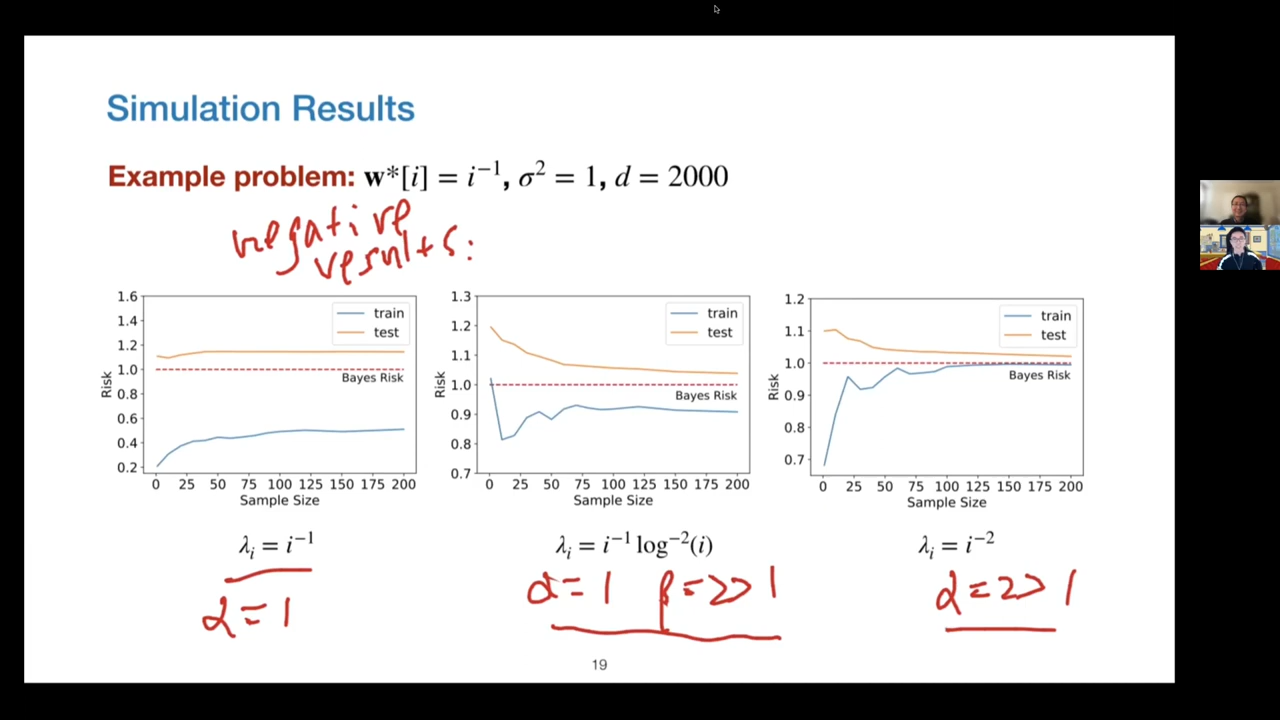 Simulation Results
Example problem: w*[i] = i⁻¹, σ² = 1, d = 2000
negative
results:
1.6
1.4
1.2
1.0
0.8
0.6
0.4
0.2
Risk
train
test
Bayes Risk
0 25 50 75 100 125 150 175 200
Sample Size
1.3
1.2
1.1
1.0
0.9
0.8
0.7
Risk
train
test
Bayes Risk
0 25 50 75 100 125 150 175 200
Sample Size
1.2
1.1
1.0
0.9
0.8
0.7
Risk
train
test
Bayes Risk
0 25 50 75 100 125 150 175 200
Sample Size
λᵢ = i⁻¹
λᵢ = i⁻¹ log⁻²(i)
λᵢ = i⁻²
α = 1
α = 1 β = 2 > 1
α = 2 > 1
19